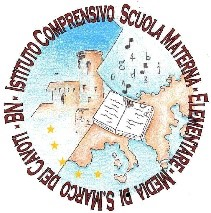 ISTITUTO COMPRENSIVO SCUOLA MATERNA - ELEMENTARE - MEDIA DI S.MARCO DEI CAVOTI - BN -